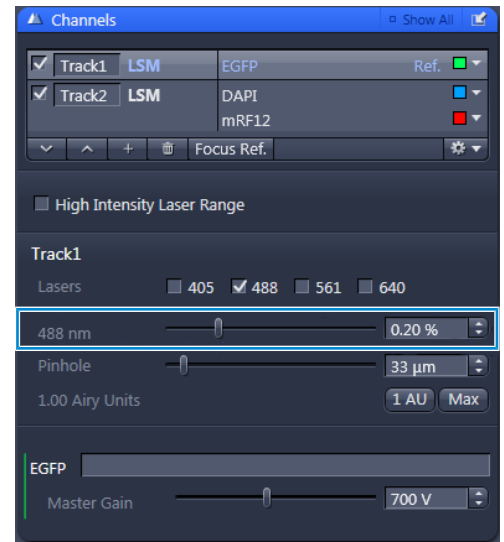 Channels Show All
Track1 LSM EGFP Ref.
Track2 LSM DAPI
mRF12
+ Focus Ref.
High Intensity Laser Range
Track1
Lasers 405 488 561 640
488 nm 0.20 %
Pinhole 33 µm
1.00 Airy Units 1 AU Max
EGFP
Master Gain 700 V